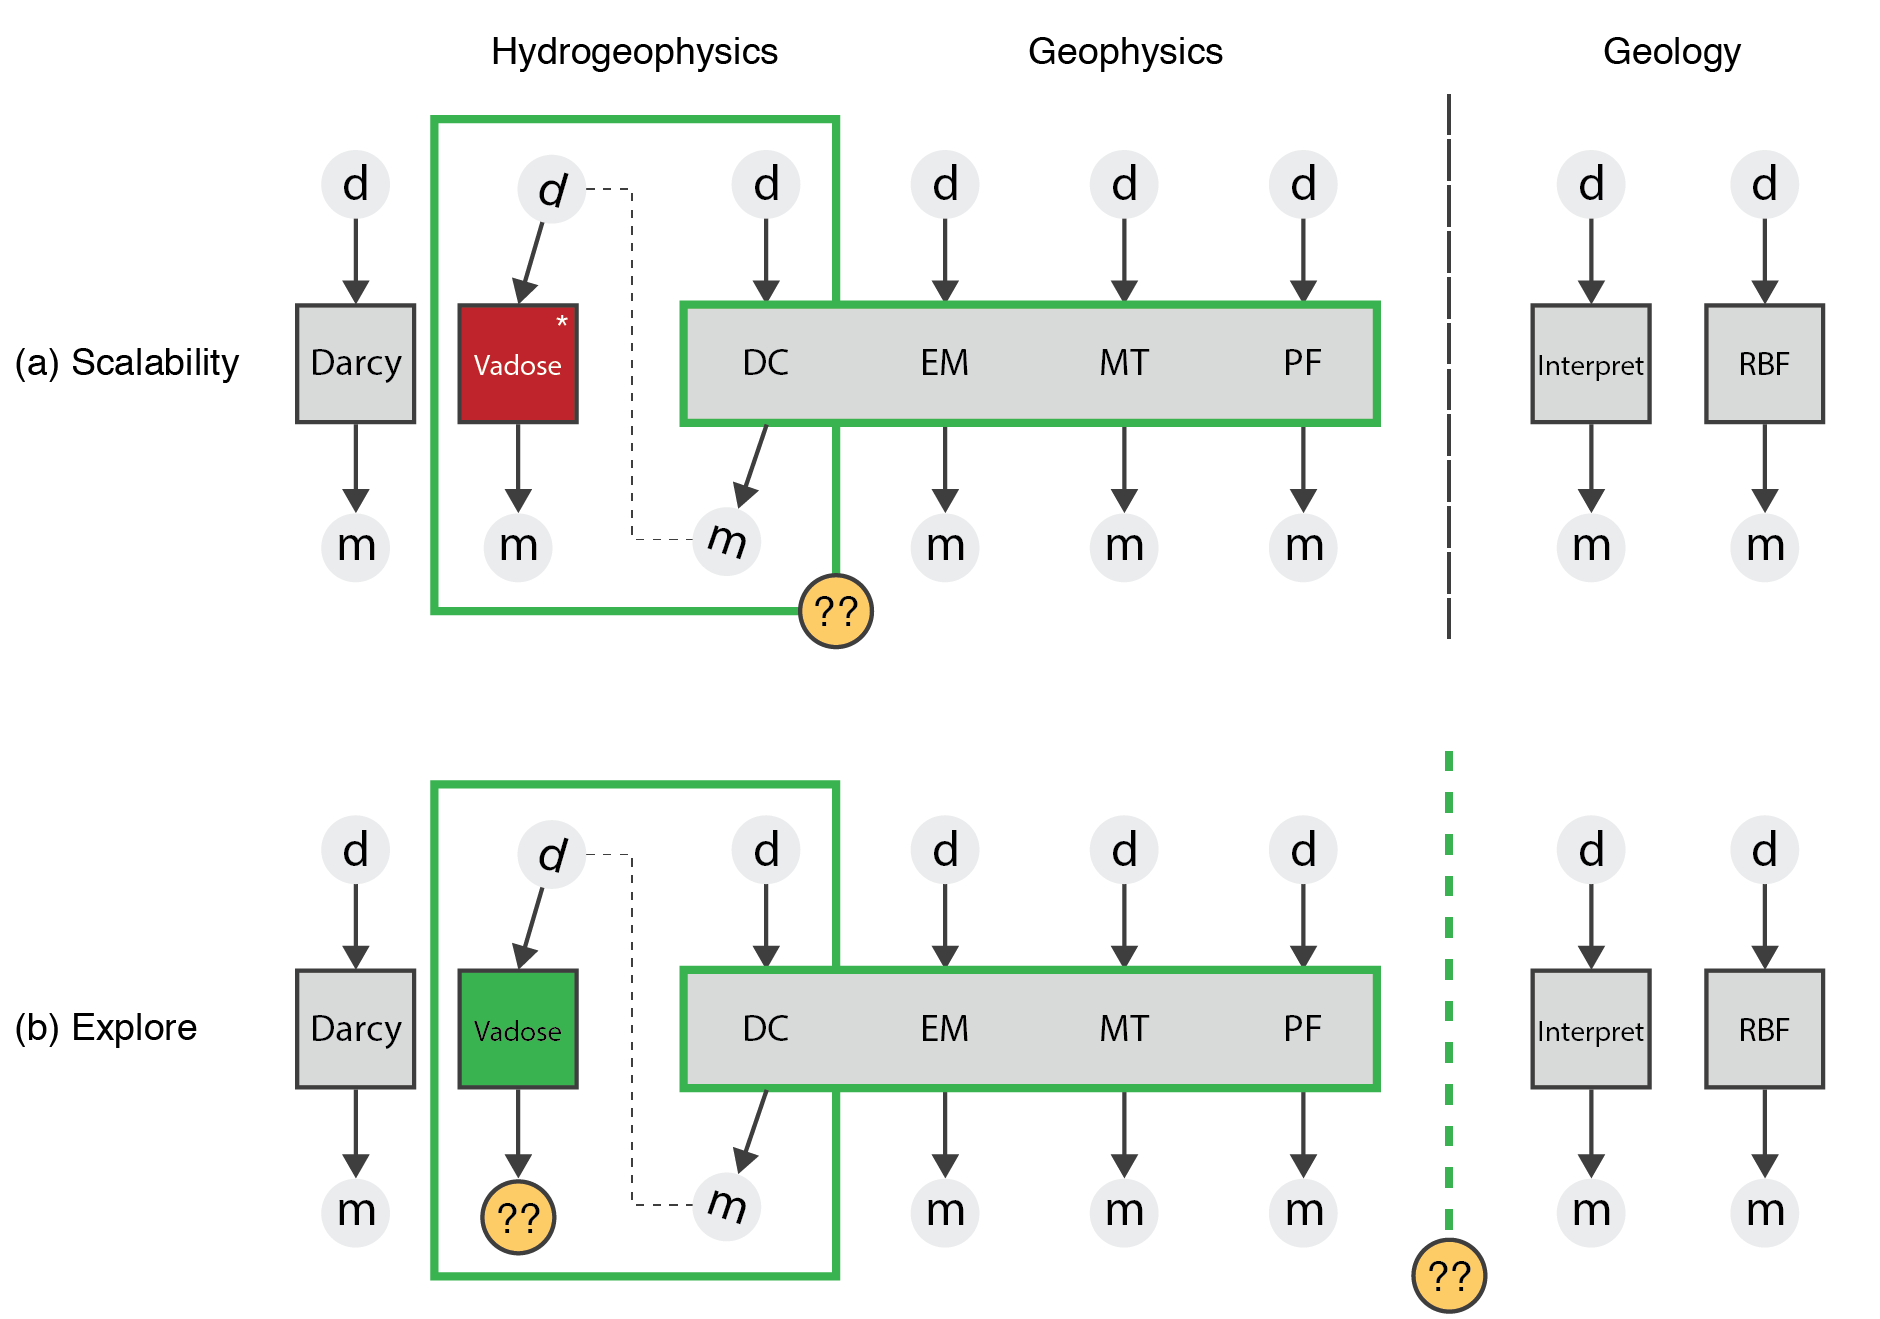 Hydrogeophysics Geophysics Geology
d d d d d d d d
(a) Scalability Darcy Vadose * DC EM MT PF Interpret RBF
m m m m m m m m
??
d d d d d d d d
(b) Explore Darcy Vadose DC EM MT PF Interpret RBF
m ?? m m m m m m
??